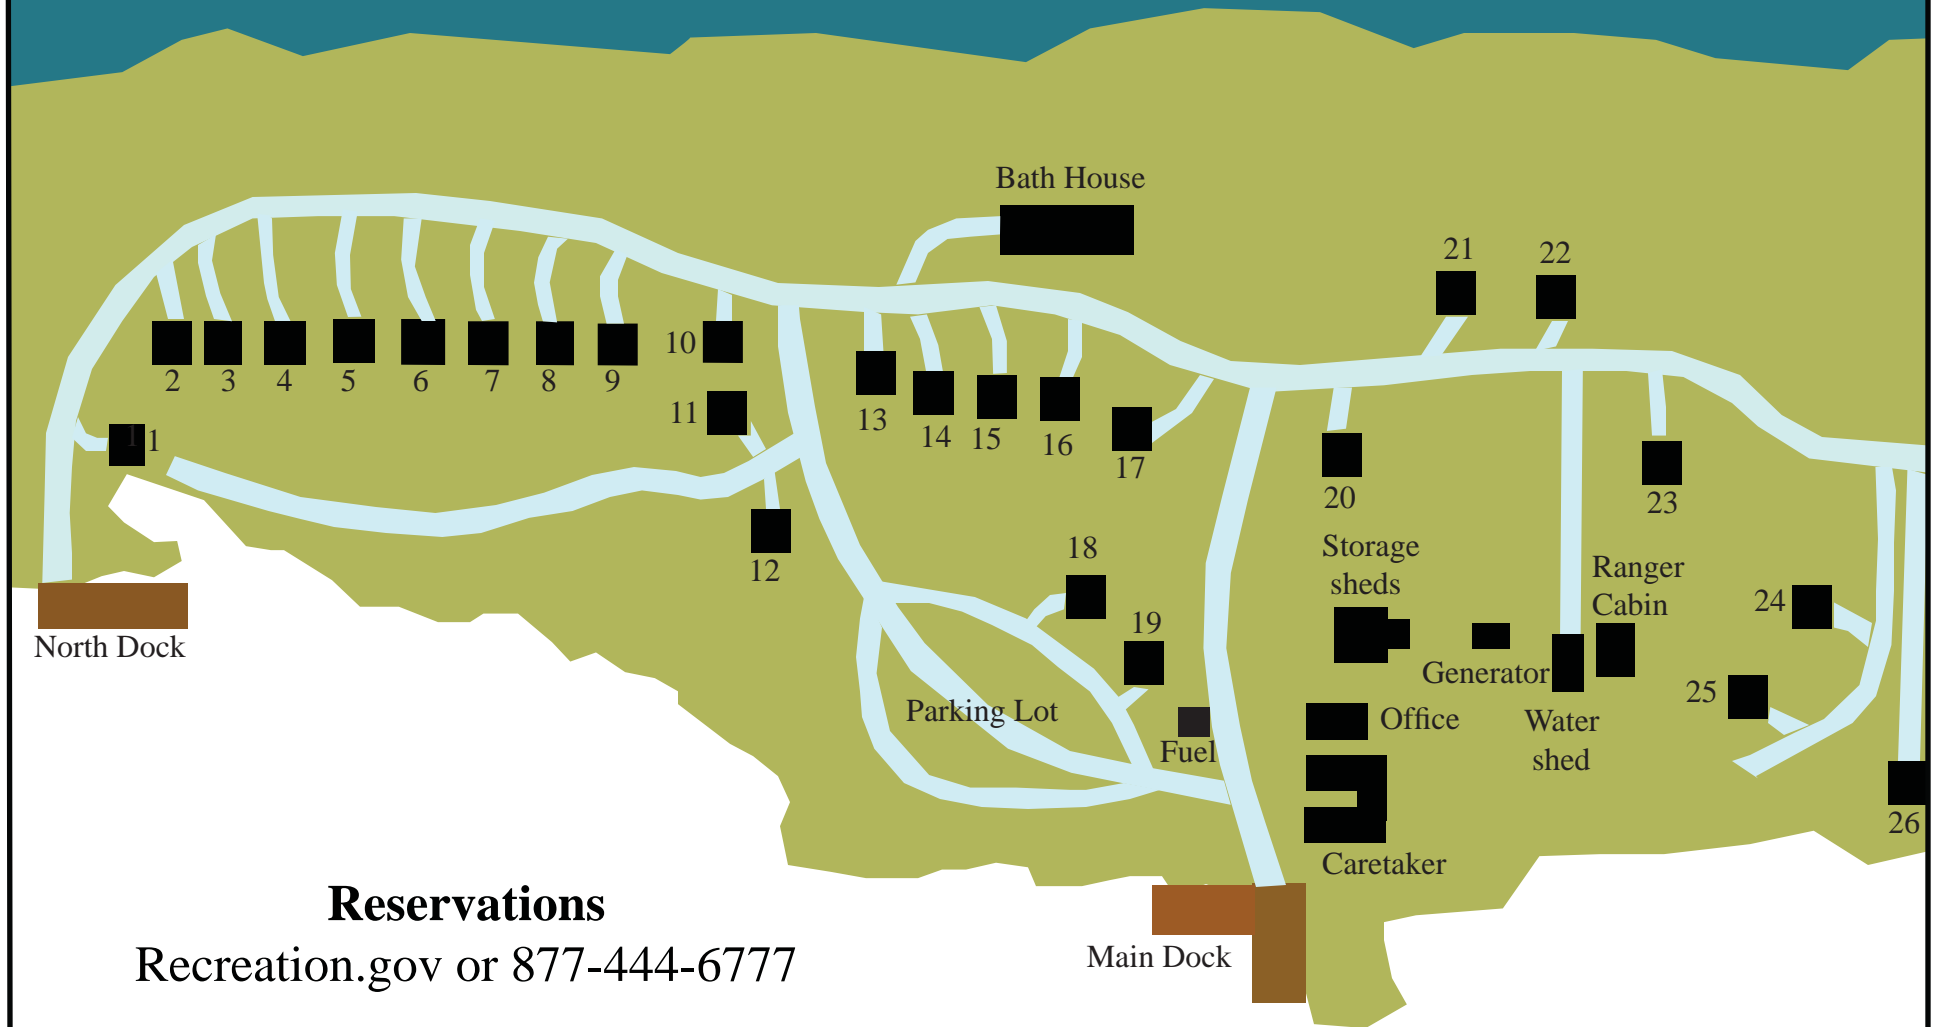 Bath House
21
22
10
2
3
4
5
6
7
8
9
11
1 1
13
14
15
16
17
20
23
12
18
Storage
sheds
Ranger
Cabin
24
19
North Dock
Generator
25
Parking Lot
Office
Water
shed
Fuel
26
Caretaker
Reservations
Recreation.gov or 877-444-6777
Main Dock